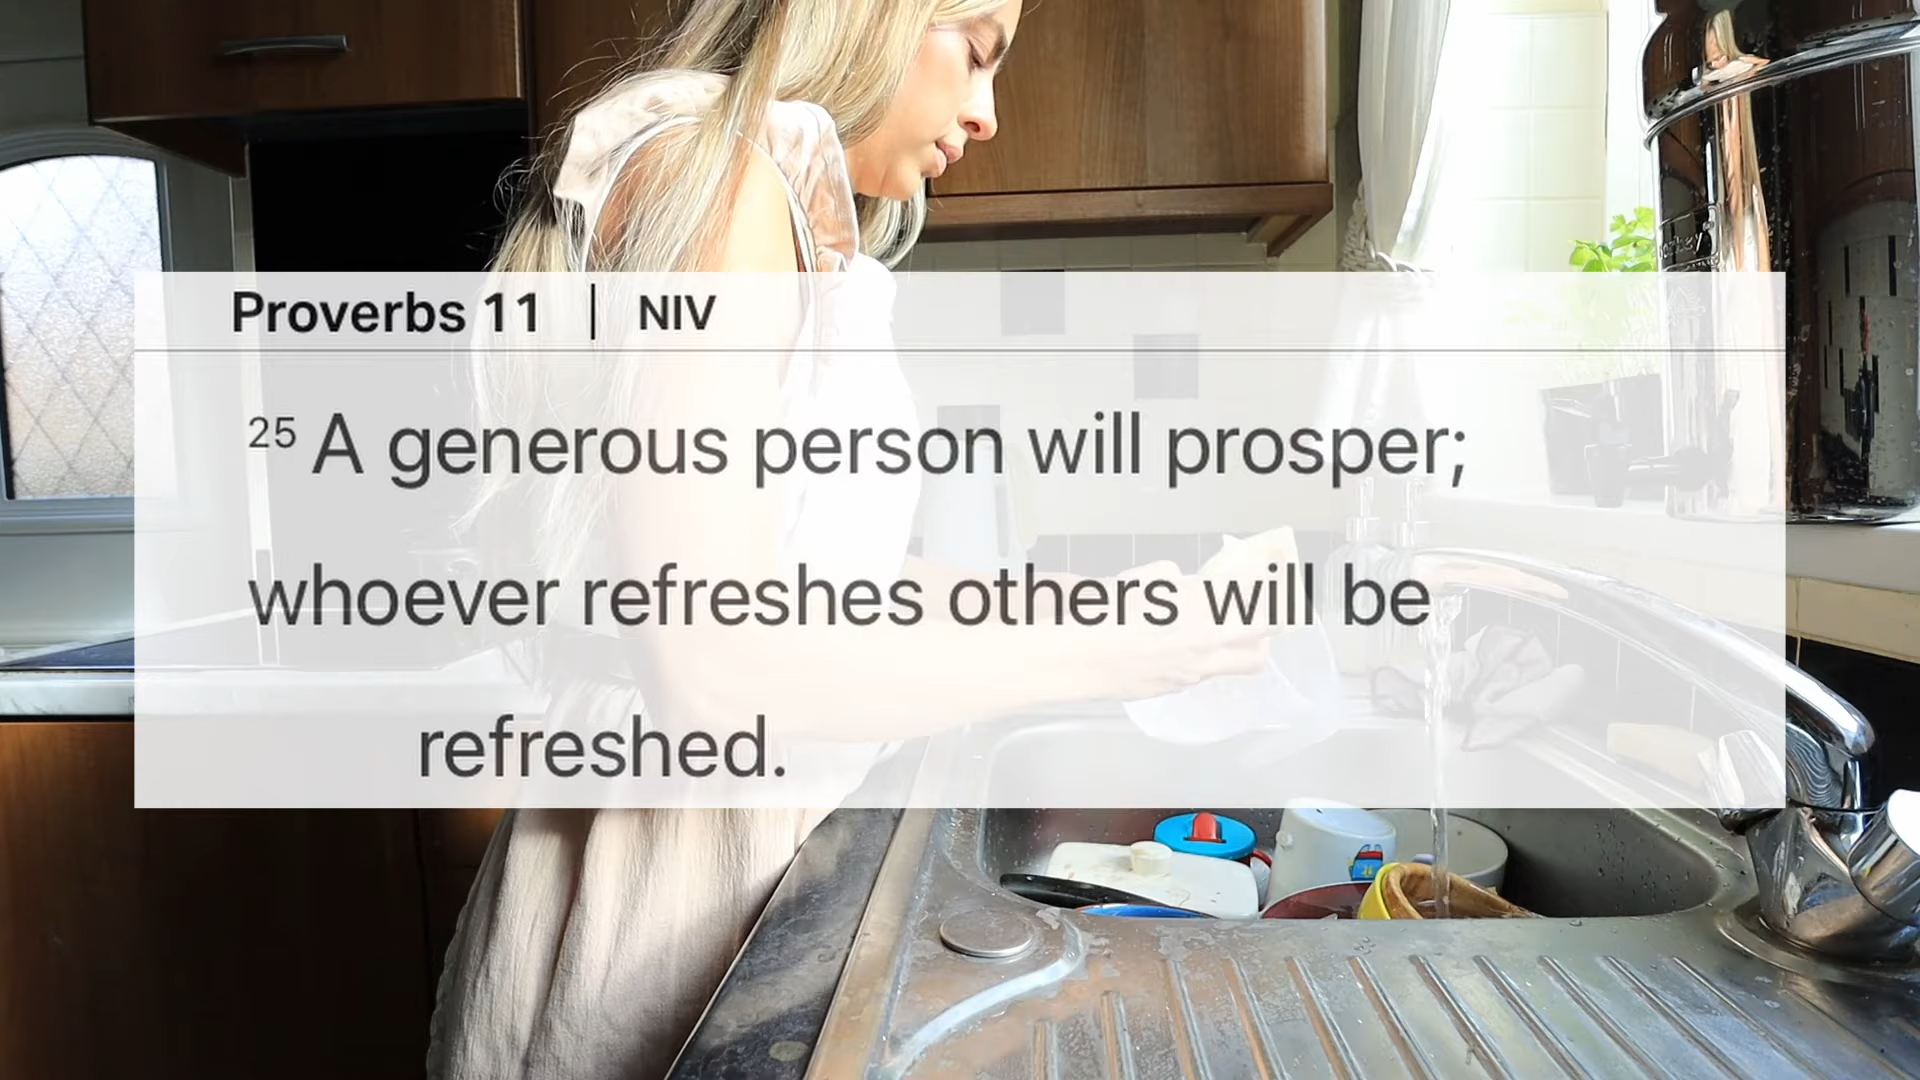 Proverbs 11 | NIV
25 A generous person will prosper;
whoever refreshes others will be
refreshed.